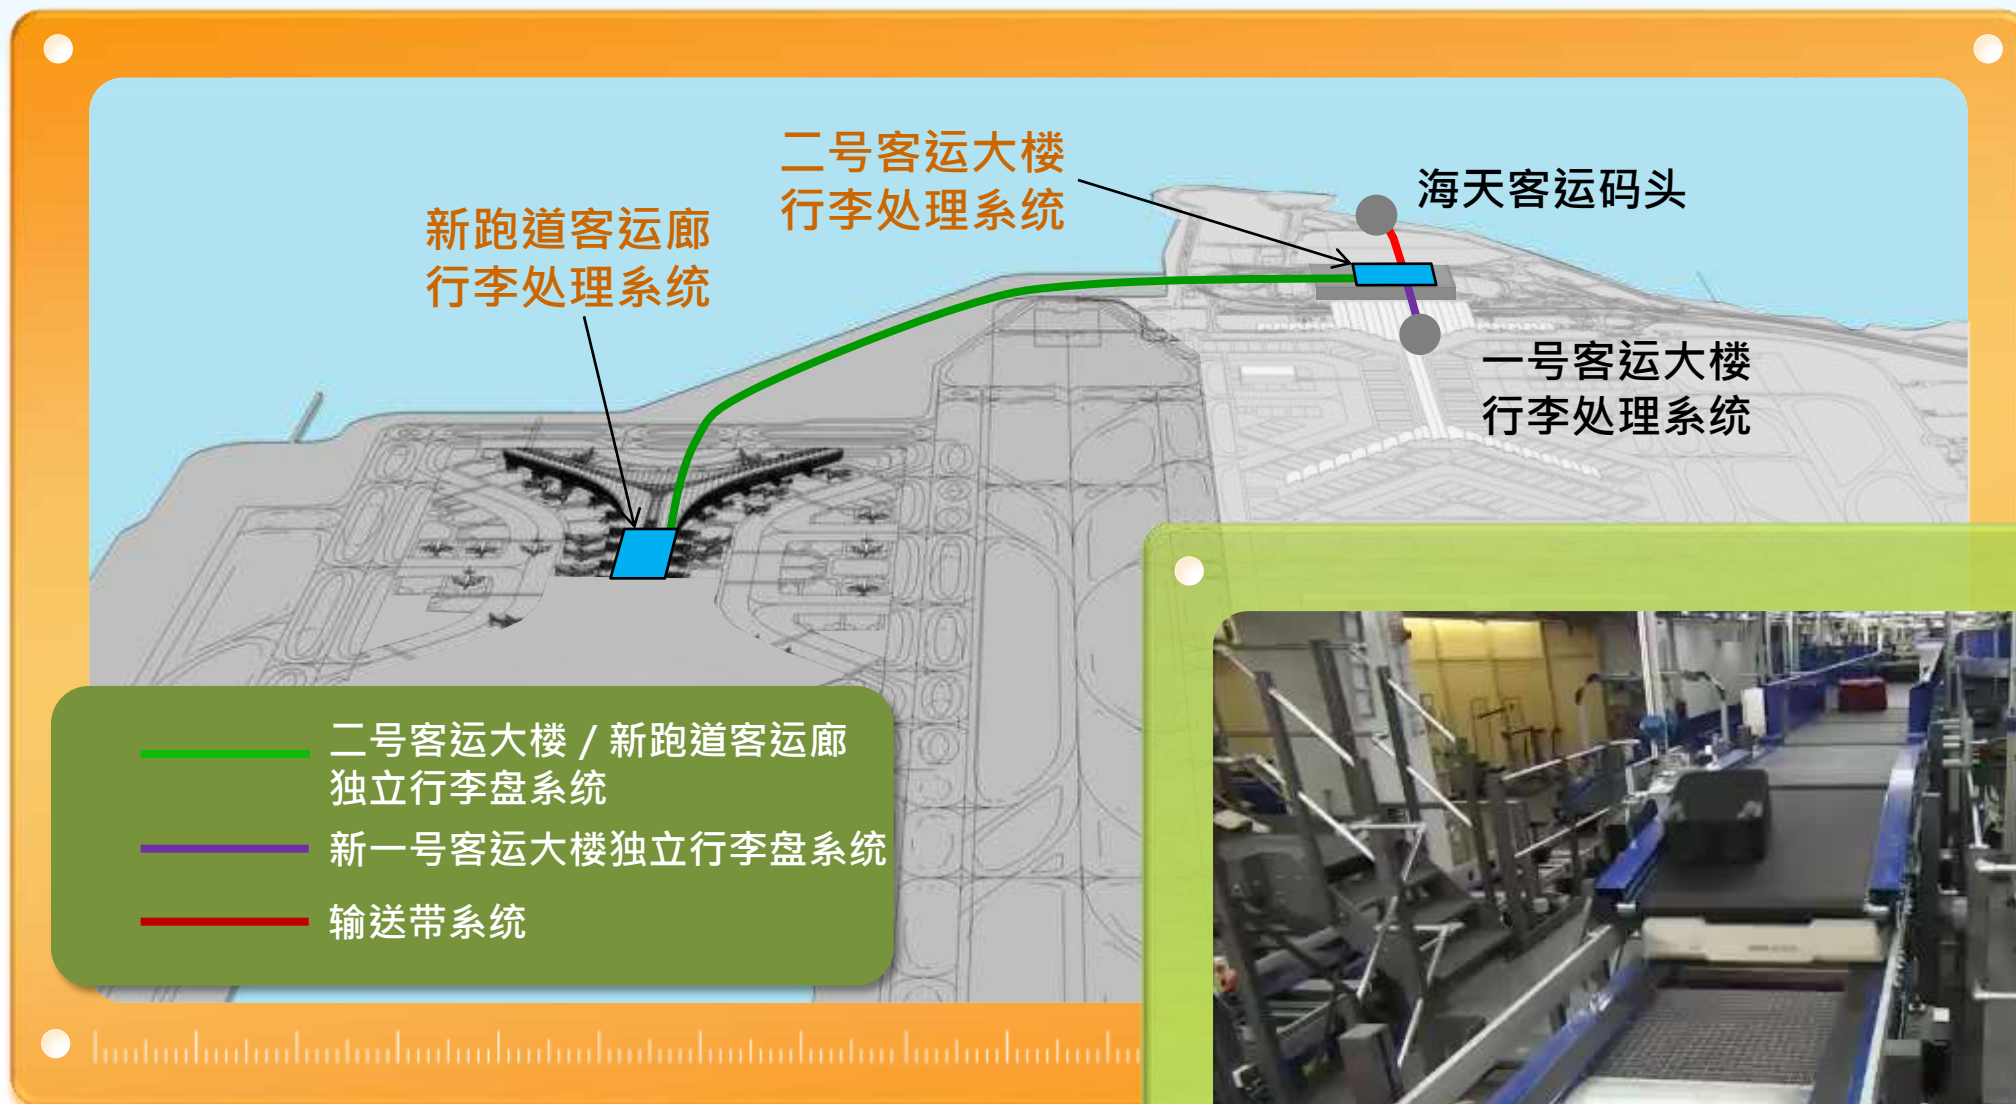 二号客运大楼
行李处理系统
海天客运码头
新跑道客运廊
行李处理系统
一号客运大楼
行李处理系统
二号客运大楼 / 新跑道客运廊
独立行李盘系统
新一号客运大楼独立行李盘系统
输送带系统